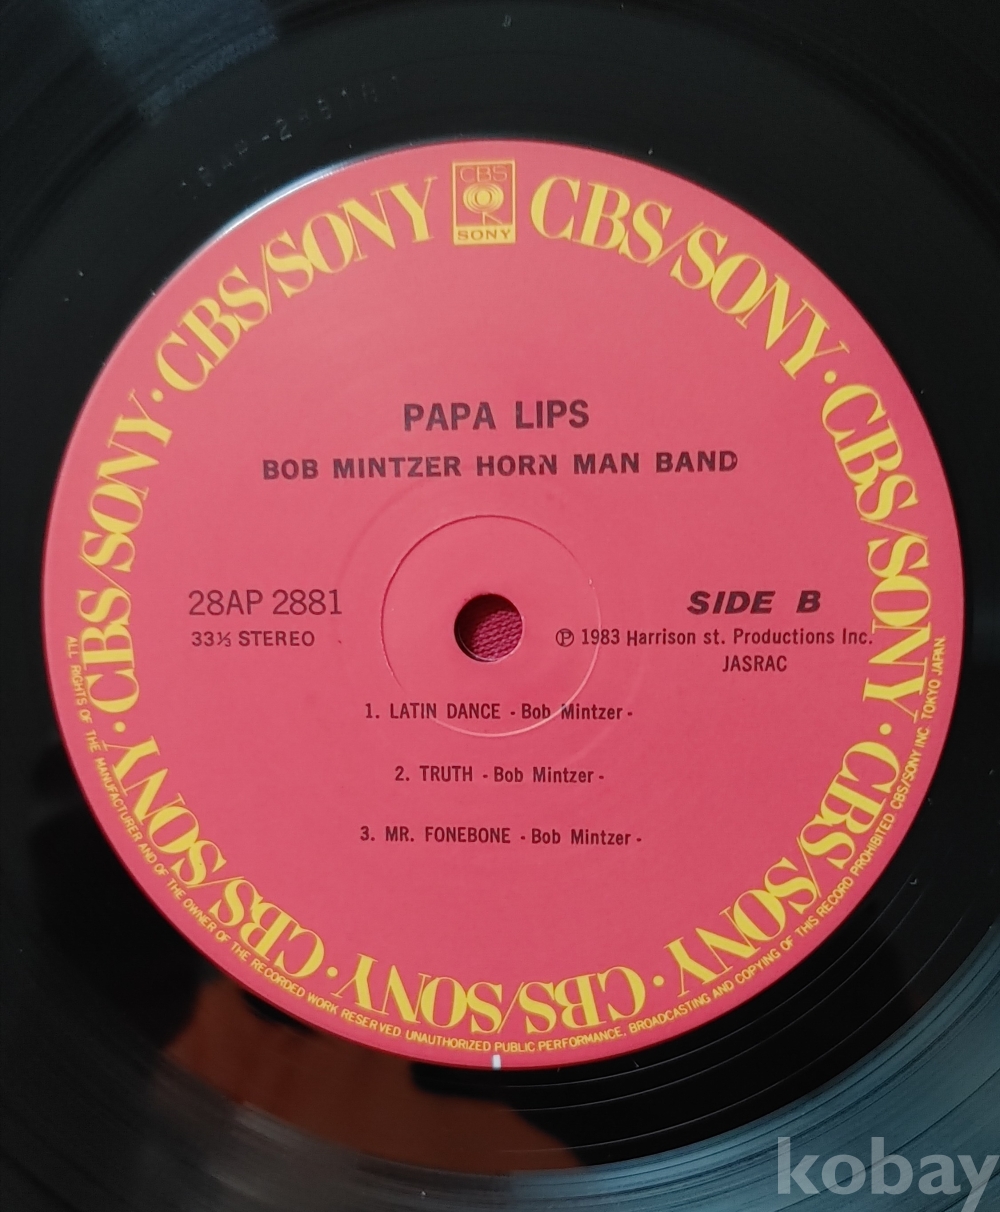 CBS
SONY
CBS/SONY · CBS/SONY · CBS/SONY · CBS/SONY · CBS/SONY · CBS/SONY · CBS/SONY · CBS/SONY
PAPA LIPS
BOB MINTZER HORN MAN BAND
28AP 2881
33⅓ STEREO
SIDE B
Ⓟ 1983 Harrison st. Productions Inc.
JASRAC
1. LATIN DANCE - Bob Mintzer -
2. TRUTH - Bob Mintzer -
3. MR. FONEBONE - Bob Mintzer -
ALL RIGHTS OF THE MANUFACTURER AND OF THE OWNER OF THE RECORDED WORK RESERVED UNAUTHORIZED PUBLIC PERFORMANCE, BROADCASTING AND COPYING OF THIS RECORD PROHIBITED CBS/SONY INC. TOKYO JAPAN.
kobay